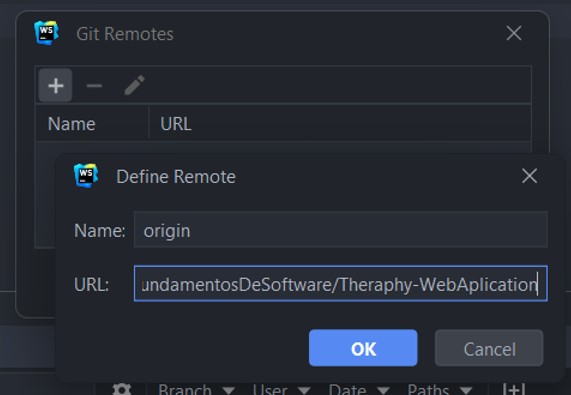 WS Git Remotes
Name URL
WS Define Remote
Name: origin
URL: undamentosDeSoftware/Theraphy-WebAplication
OK Cancel
Branch User Date Paths